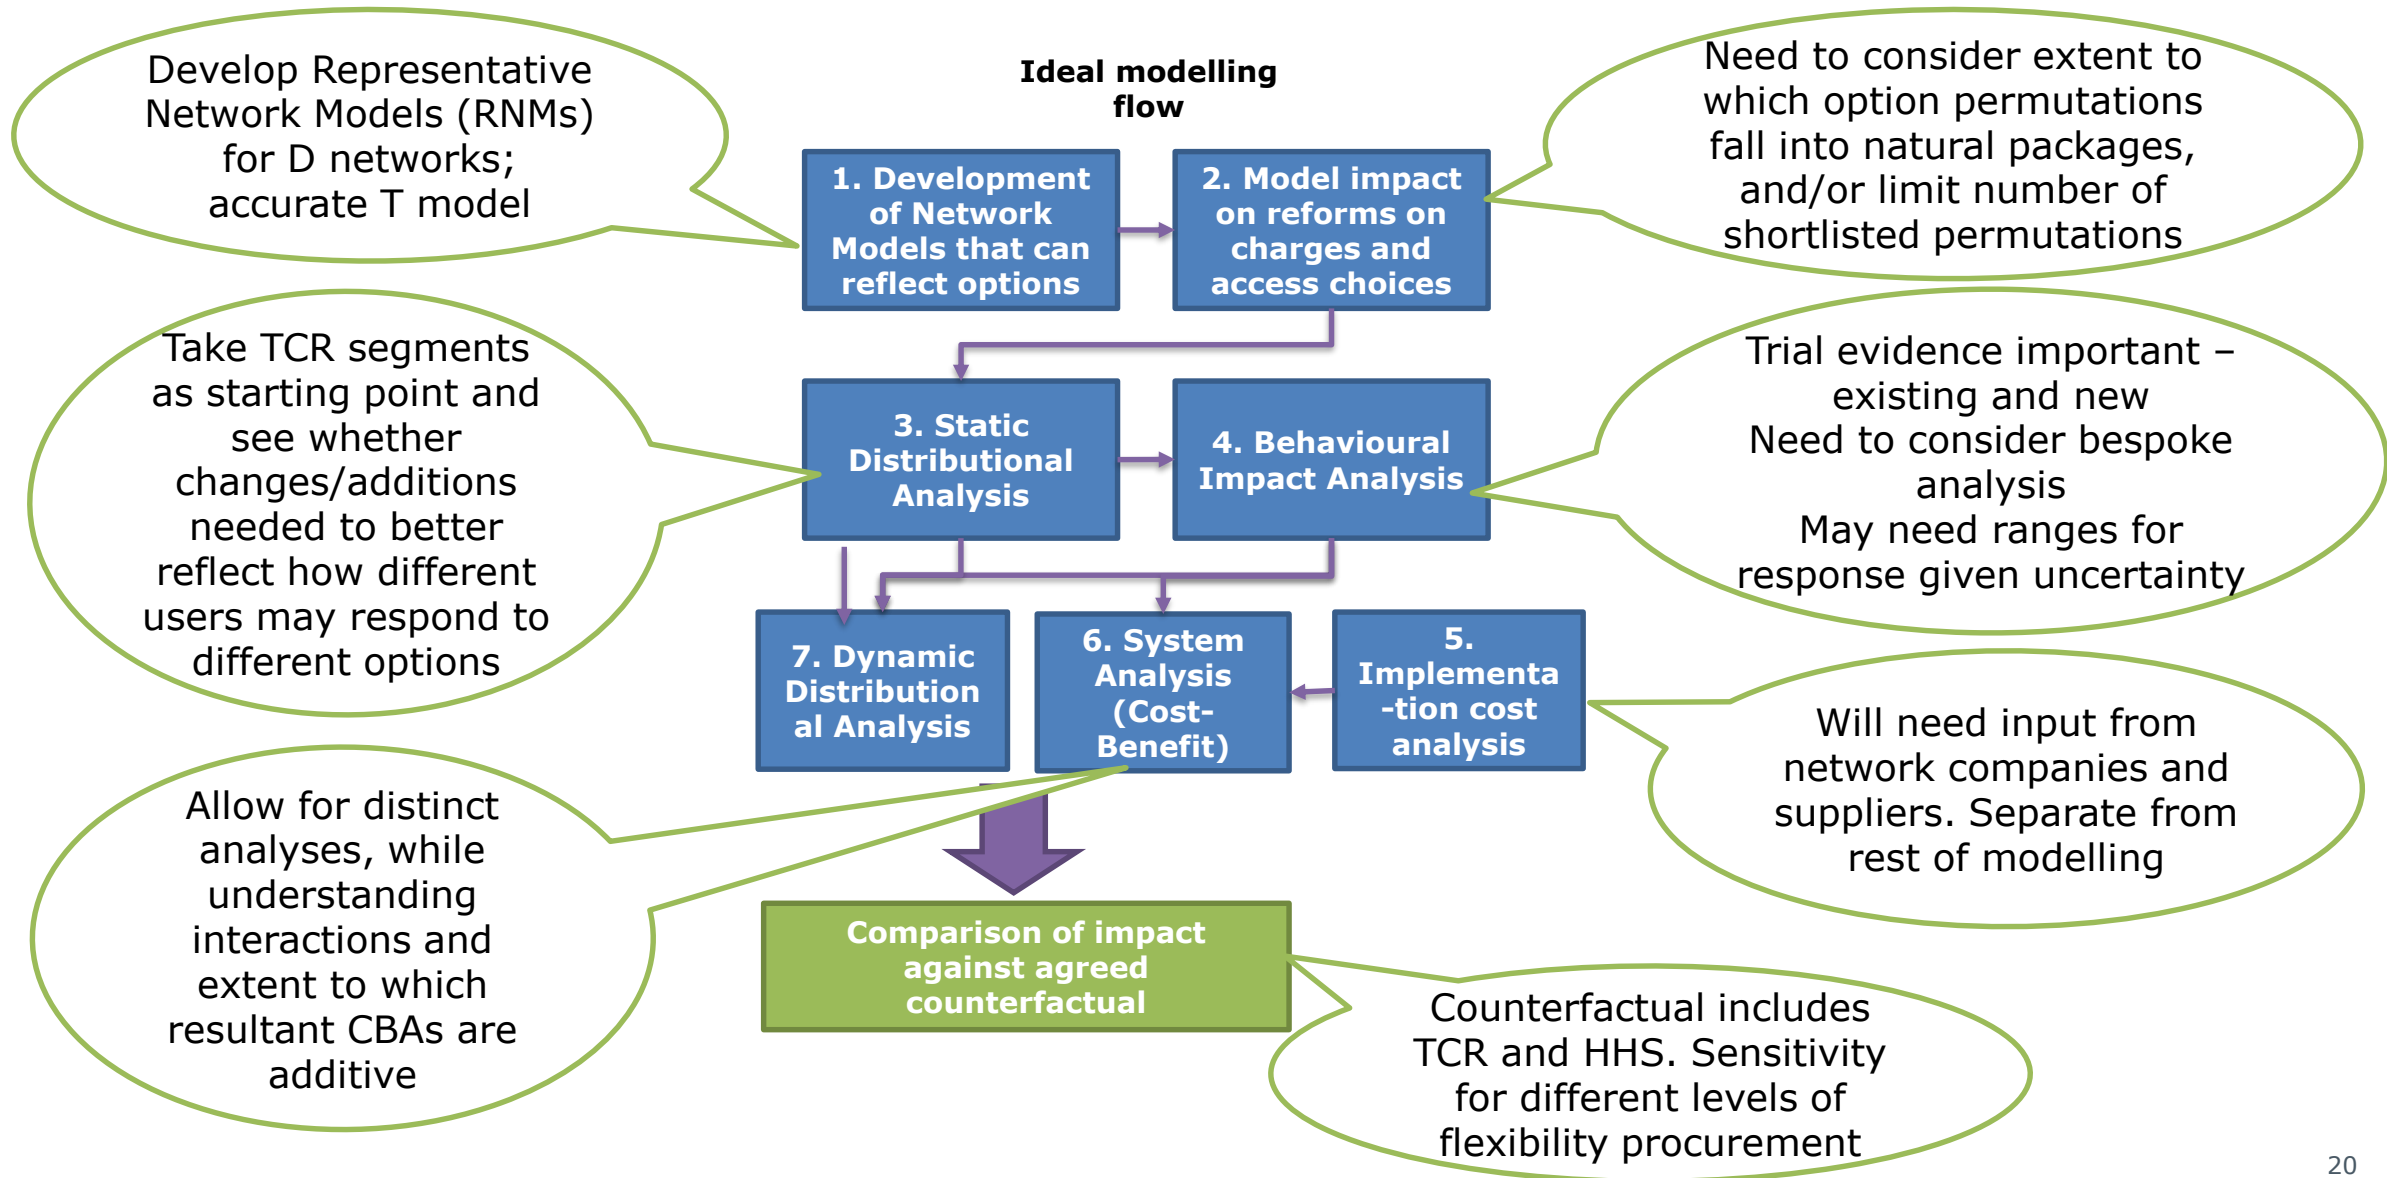 Ideal modelling
flow
Develop Representative
Network Models (RNMs)
for D networks;
accurate T model
1. Development
of Network
Models that can
reflect options
2. Model impact
on reforms on
charges and
access choices
Need to consider extent to
which option permutations
fall into natural packages,
and/or limit number of
shortlisted permutations
Take TCR segments
as starting point and
see whether
changes/additions
needed to better
reflect how different
users may respond to
different options
3. Static
Distributional
Analysis
4. Behavioural
Impact Analysis
Trial evidence important –
existing and new
Need to consider bespoke
analysis
May need ranges for
response given uncertainty
7. Dynamic
Distribution
al Analysis
6. System
Analysis
(Cost-
Benefit)
5.
Implementa
-tion cost
analysis
Will need input from
network companies and
suppliers. Separate from
rest of modelling
Allow for distinct
analyses, while
understanding
interactions and
extent to which
resultant CBAs are
additive
Comparison of impact
against agreed
counterfactual
Counterfactual includes
TCR and HHS. Sensitivity
for different levels of
flexibility procurement
20